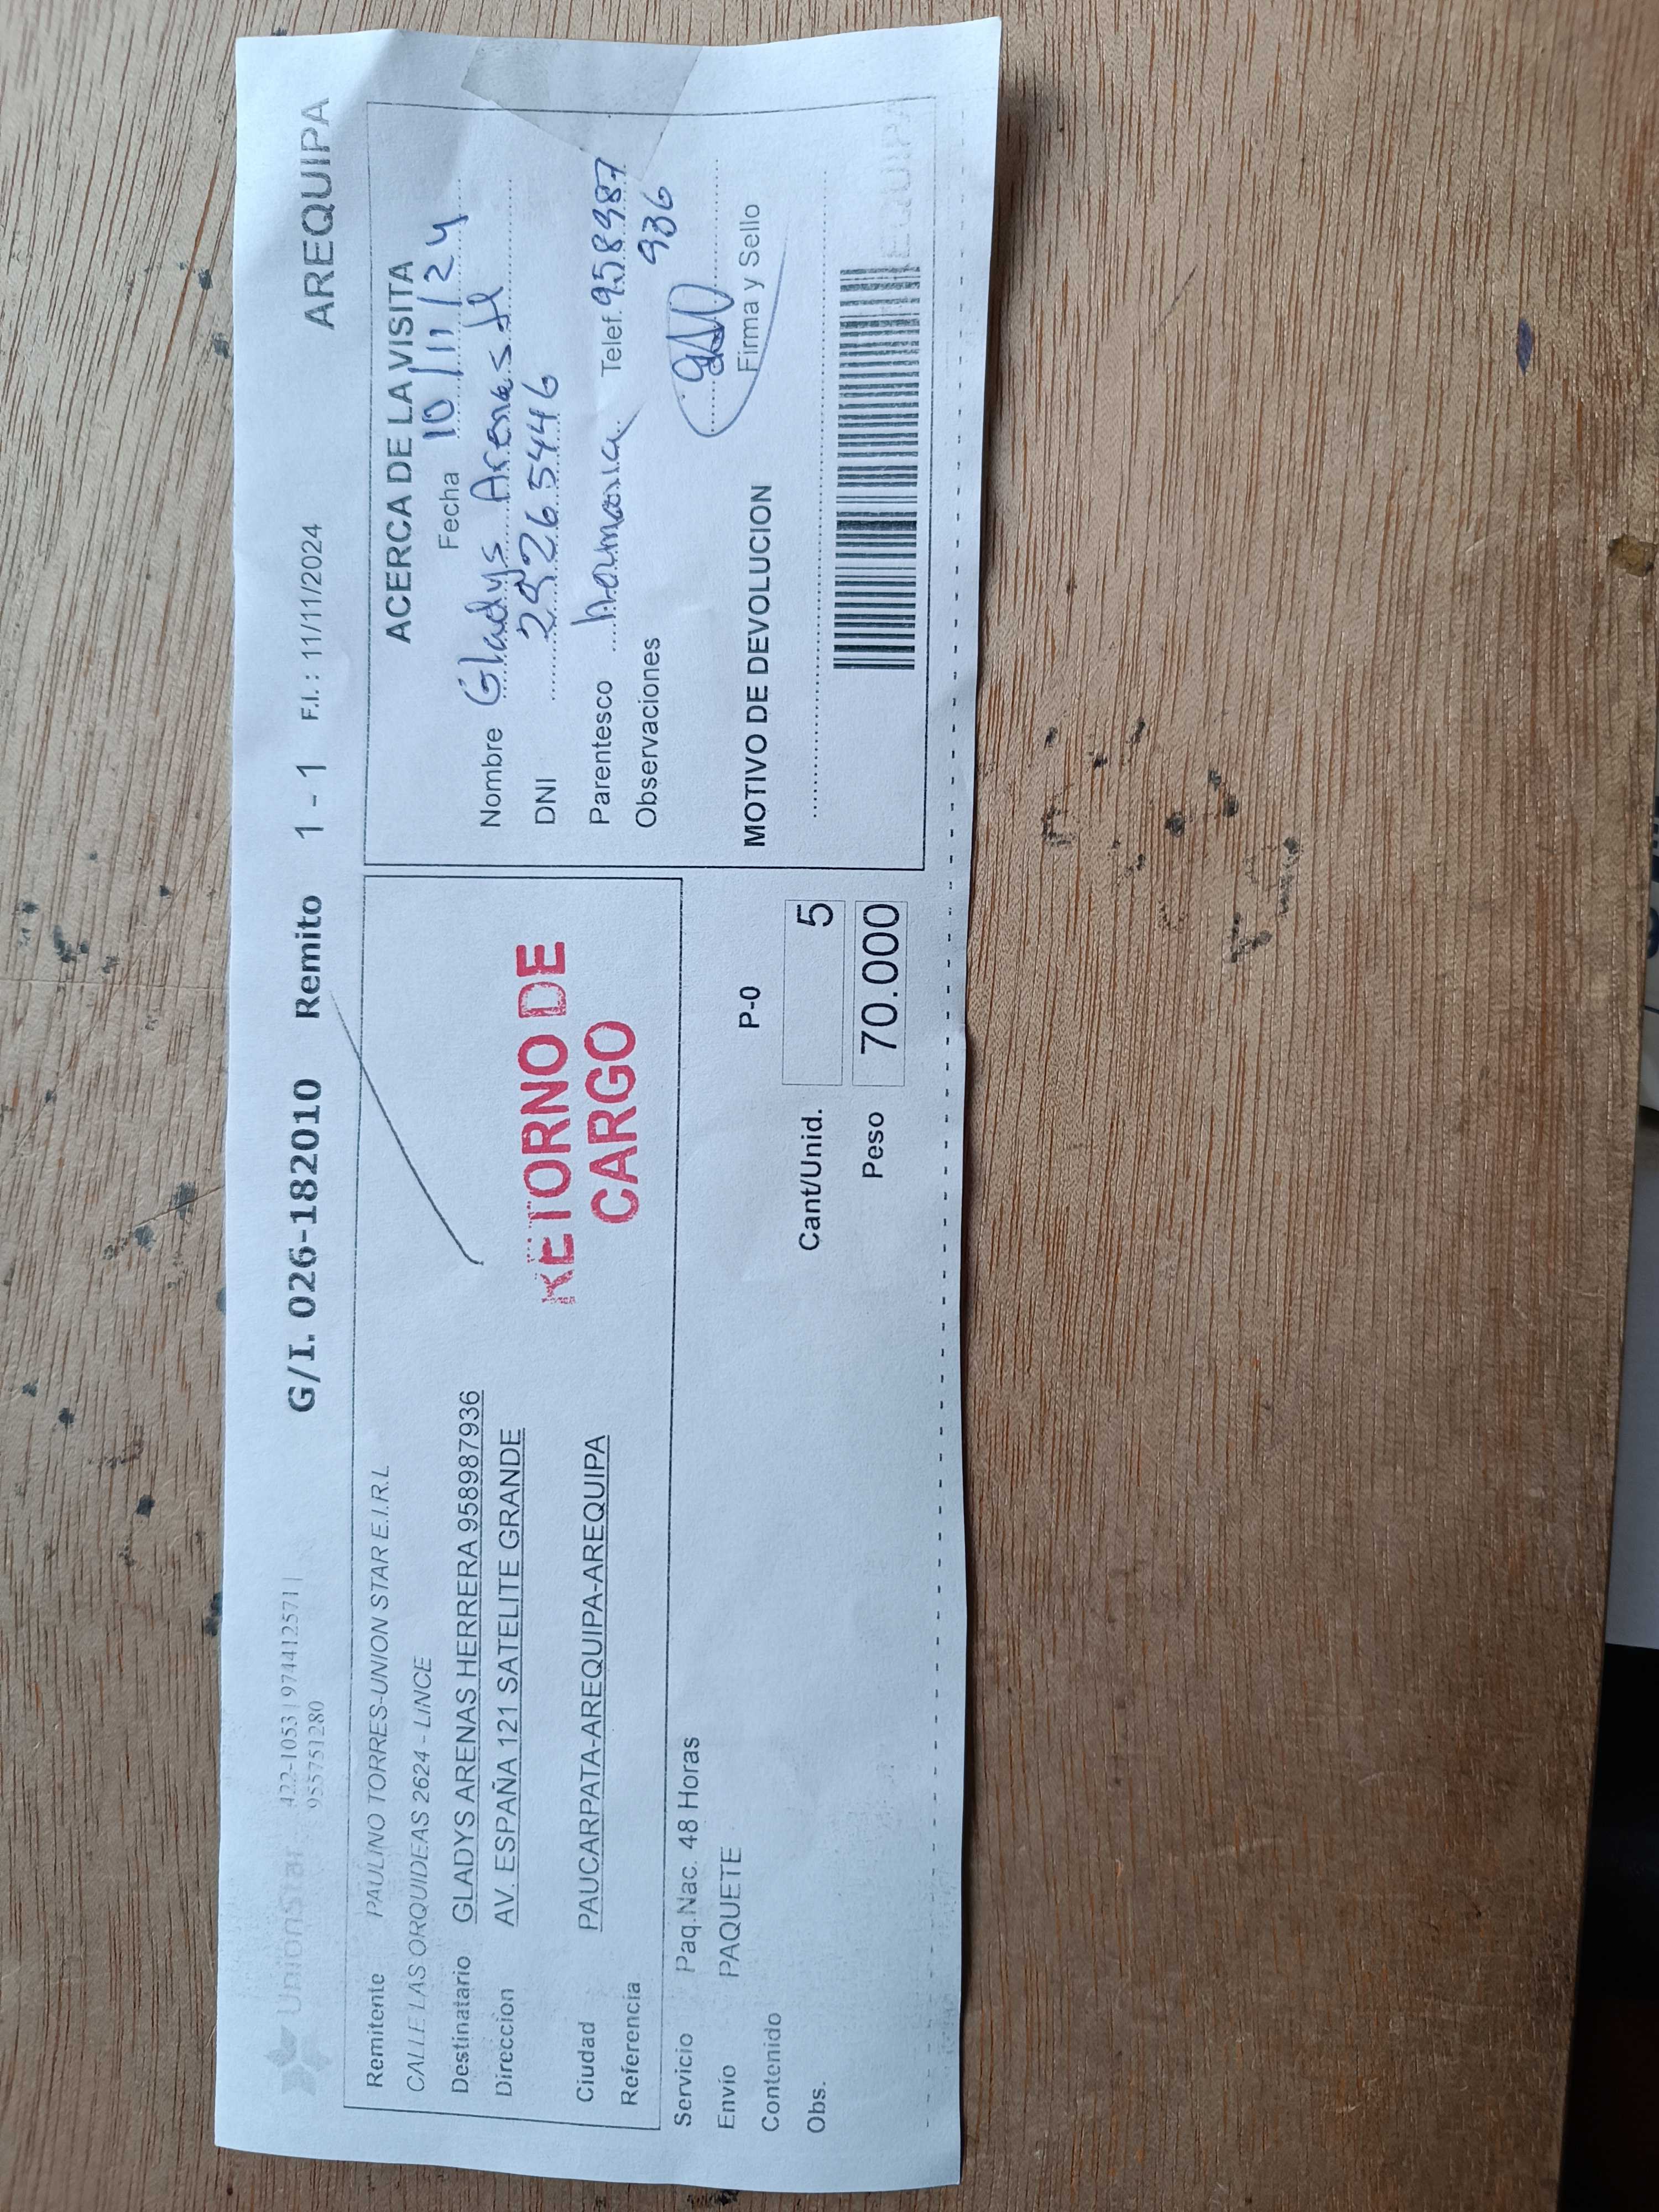 UnionStar 422-1053 | 974412571 |
955751280
G/I. 026-182010 Remito 1 - 1 F.I. : 11/11/2024 AREQUIPA
Remitente PAULINO TORRES-UNION STAR E.I.R.L
CALLE LAS ORQUIDEAS 2624 - LINCE
Destinatario GLADYS ARENAS HERRERA 958987936
Direccion AV. ESPAÑA 121 SATELITE GRANDE
Ciudad PAUCARPATA-AREQUIPA-AREQUIPA
Referencia
RETORNO DE
CARGO
Servicio Paq.Nac. 48 Horas
Envio PAQUETE
Contenido
Obs.
P-0
Cant/Unid. 5
Peso 70.000
ACERCA DE LA VISITA
Fecha 10/11/24
Nombre Gladys Arenas H
DNI 29265446
Parentesco Telef. 958987
936
Observaciones
Firma y Sello
MOTIVO DE DEVOLUCION
AREQUIPA